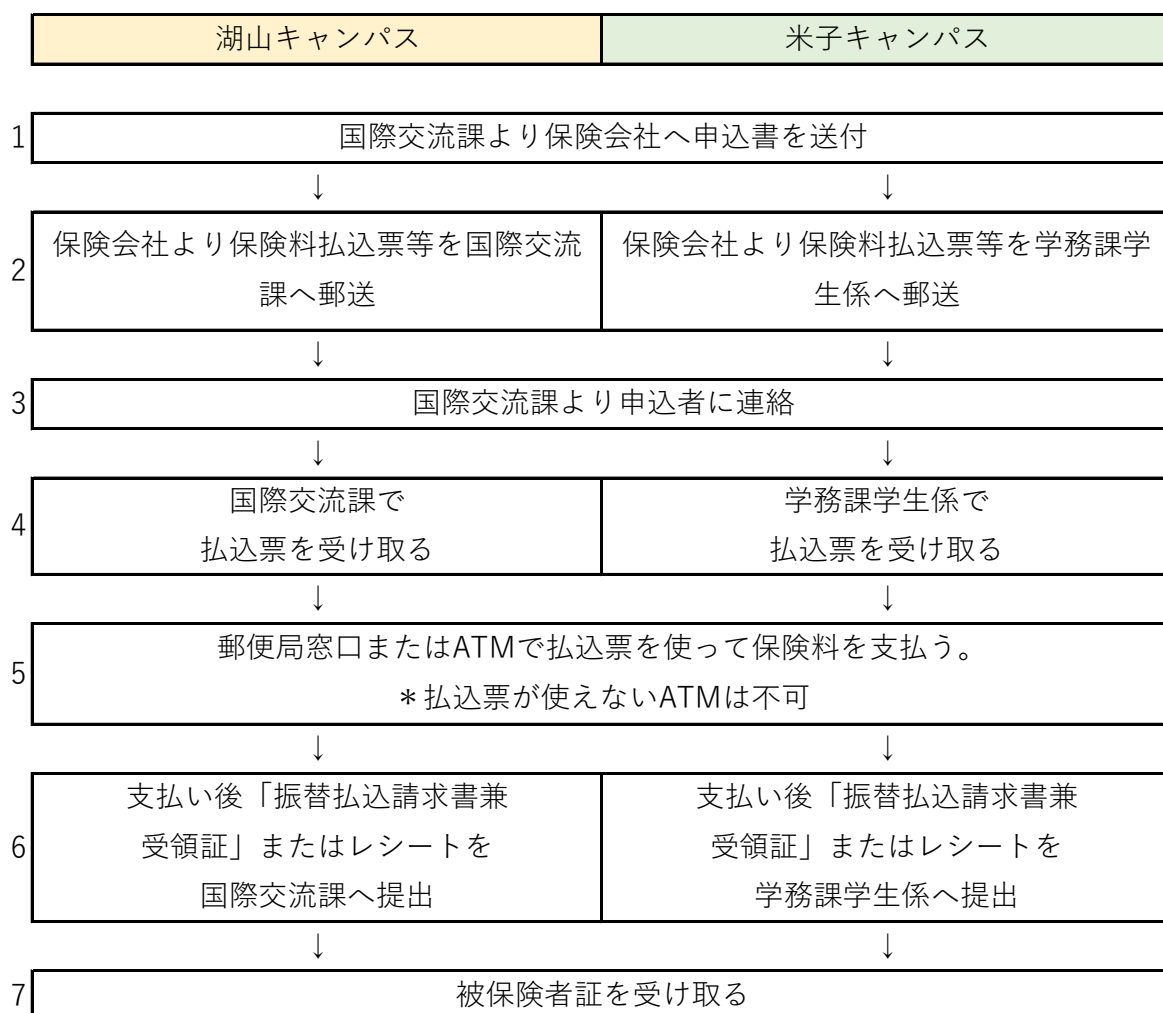 湖山キャンパス
米子キャンパス
1
国際交流課より保険会社へ申込書を送付
↓
↓
2
保険会社より保険料払込票等を国際交流
課へ郵送
保険会社より保険料払込票等を学務課学
生係へ郵送
↓
↓
3
国際交流課より申込者に連絡
↓
↓
4
国際交流課で
払込票を受け取る
学務課学生係で
払込票を受け取る
↓
↓
5
郵便局窓口またはATMで払込票を使って保険料を支払う。
＊払込票が使えないATMは不可
↓
↓
6
支払い後「振替払込請求書兼
受領証」またはレシートを
国際交流課へ提出
支払い後「振替払込請求書兼
受領証」またはレシートを
学務課学生係へ提出
↓
↓
7
被保険者証を受け取る